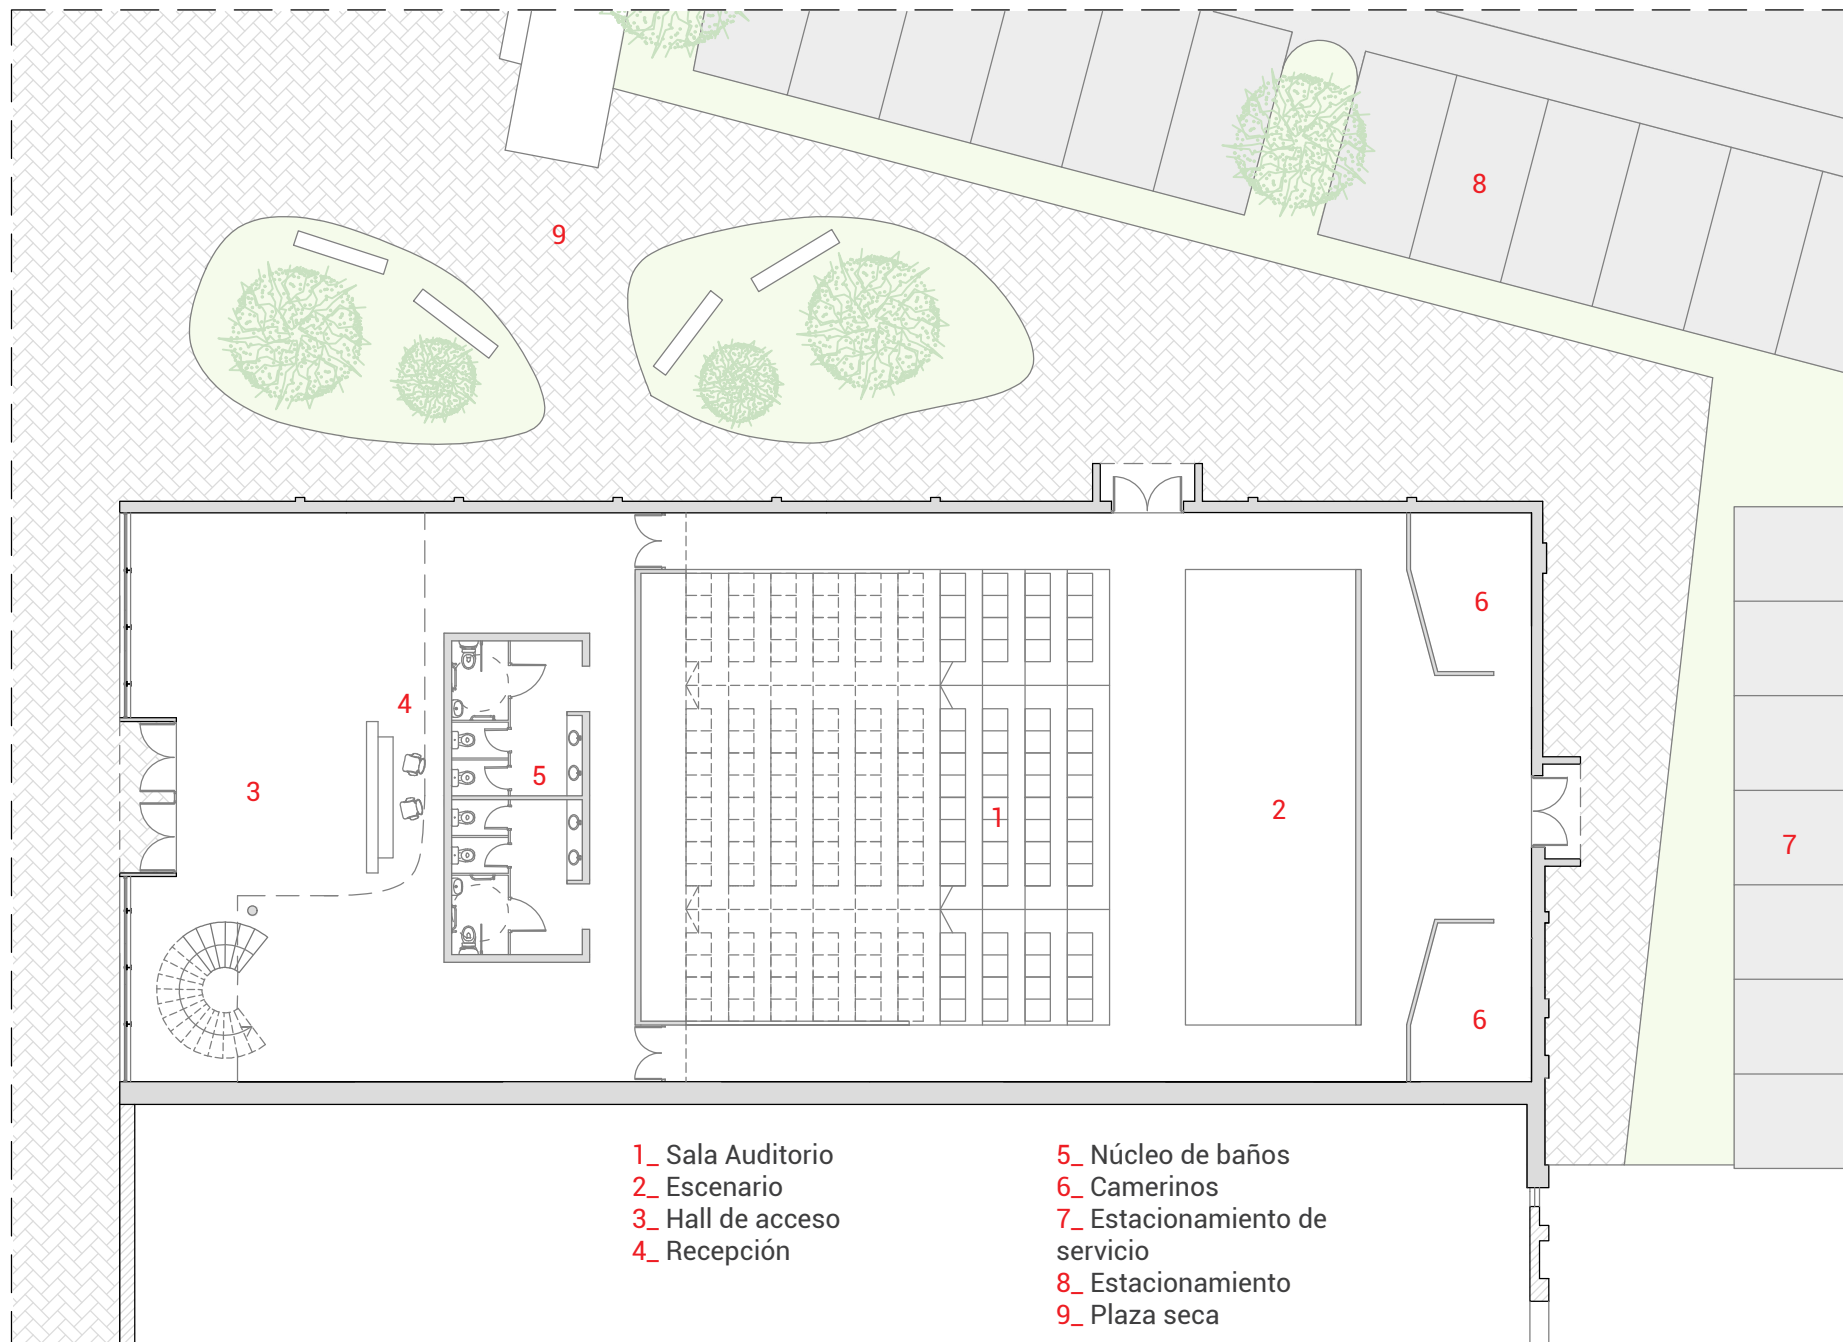 8
9
6
4
5
3
1
2
7
6
1_ Sala Auditorio
2_ Escenario
3_ Hall de acceso
4_ Recepción
5_ Núcleo de baños
6_ Camerinos
7_ Estacionamiento de
servicio
8_ Estacionamiento
9_ Plaza seca